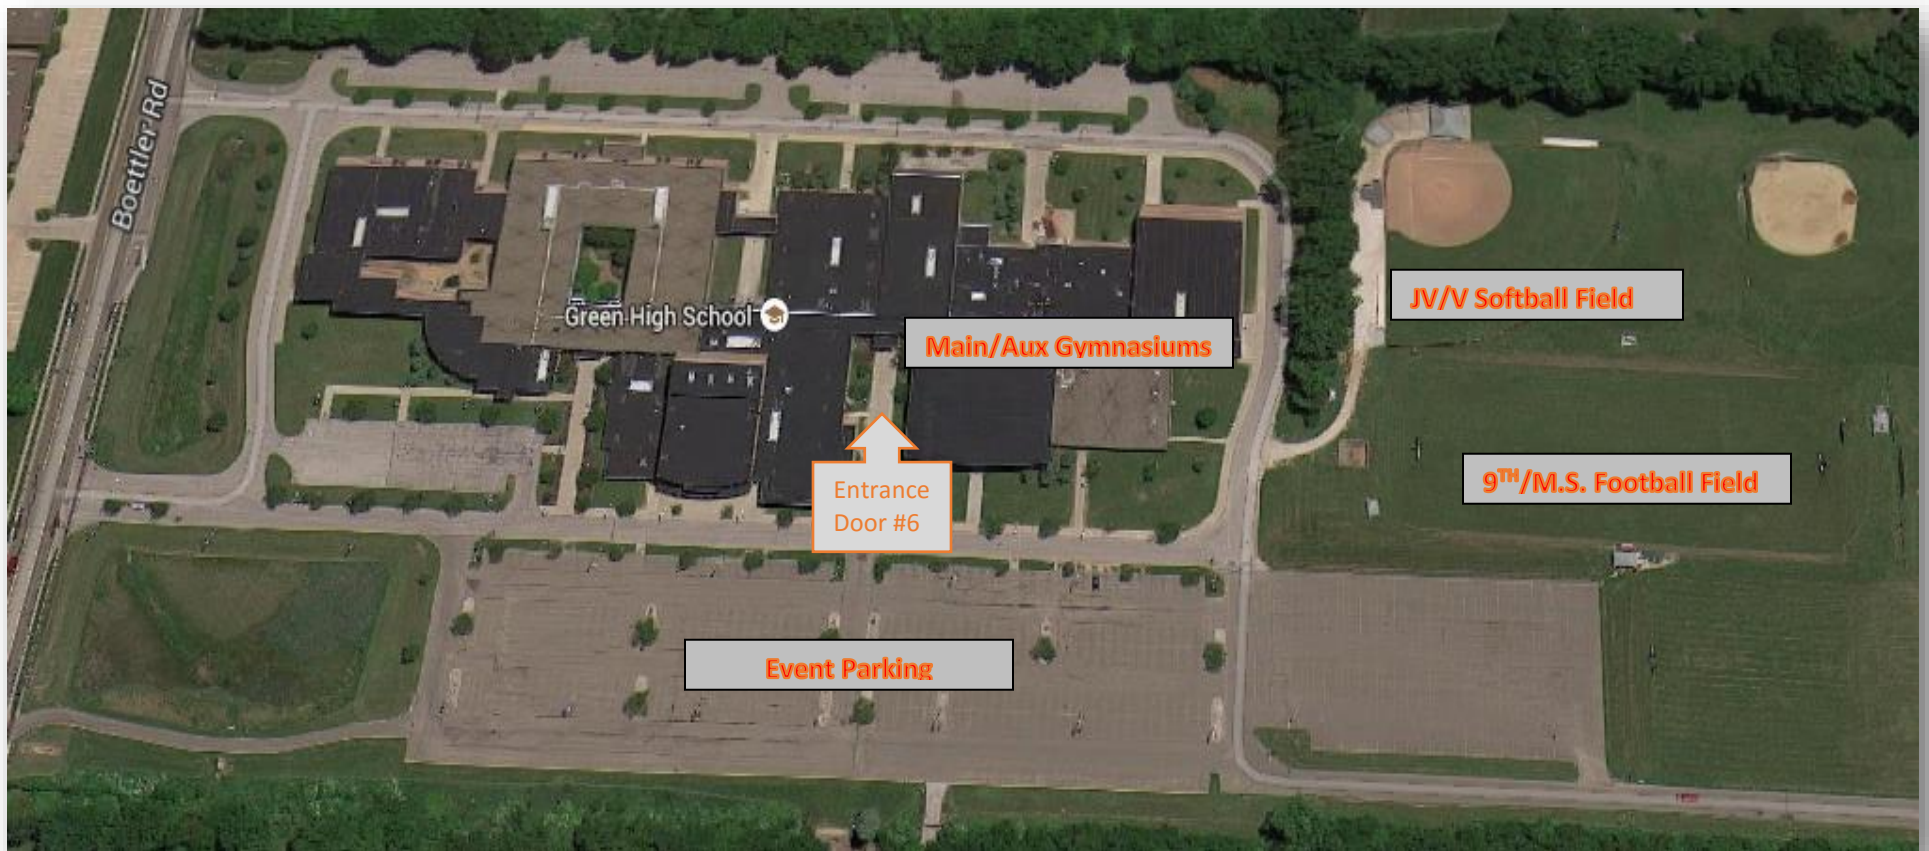 Boettler Rd
JV/V Softball Field
Green High School
Main/Aux Gymnasiums
9TH/M.S. Football Field
Entrance
Door #6
Event Parking